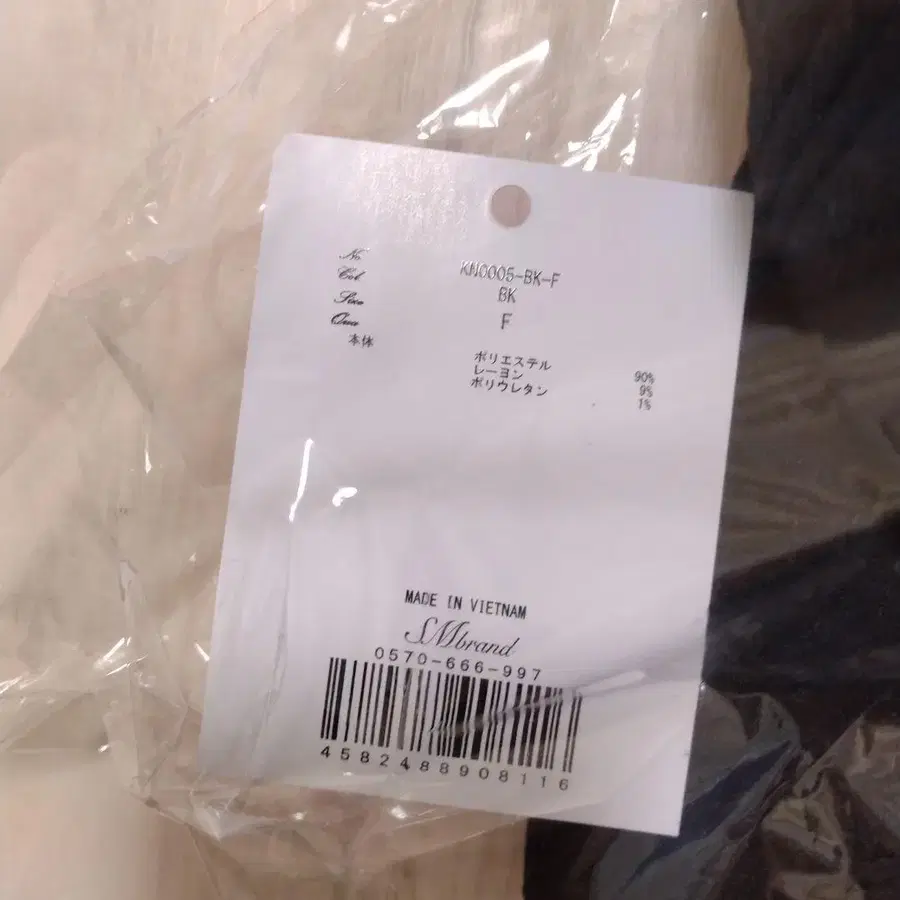 No. KN0005-BK-F
Col BK
Size F
Qua
本体
ポリエステル 90%
レーヨン 9%
ポリウレタン 1%
MADE IN VIETNAM
SMbrand
0570-666-997
4582488908116